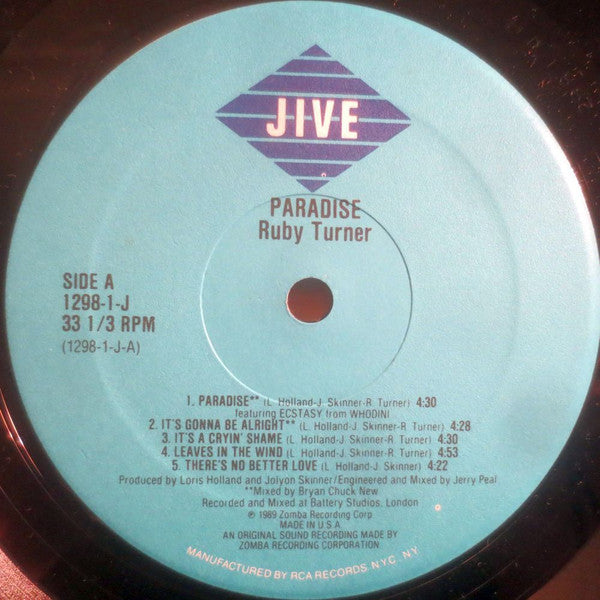 JIVE
PARADISE
Ruby Turner
SIDE A
1298-1-J
33 1/3 RPM
(1298-1-J-A)
1. PARADISE** (L. Holland-J. Skinner-R. Turner) 4:30
featuring ECSTASY from WHODINI
2. IT'S GONNA BE ALRIGHT** (L. Holland-J. Skinner-R. Turner) 4:28
3. IT'S A CRYIN' SHAME (L. Holland-J. Skinner-R. Turner) 4:30
4. LEAVES IN THE WIND (L. Holland-J. Skinner-R. Turner) 4:53
5. THERE'S NO BETTER LOVE (L. Holland-J. Skinner) 4:22
Produced by Loris Holland and Jolyon Skinner/Engineered and Mixed by Jerry Peal
**Mixed by Bryan Chuck New
Recorded and Mixed at Battery Studios, London
℗ 1989 Zomba Recording Corp.
MADE IN U.S.A.
AN ORIGINAL SOUND RECORDING MADE BY
ZOMBA RECORDING CORPORATION.
MANUFACTURED BY RCA RECORDS, N.Y.C., N.Y.